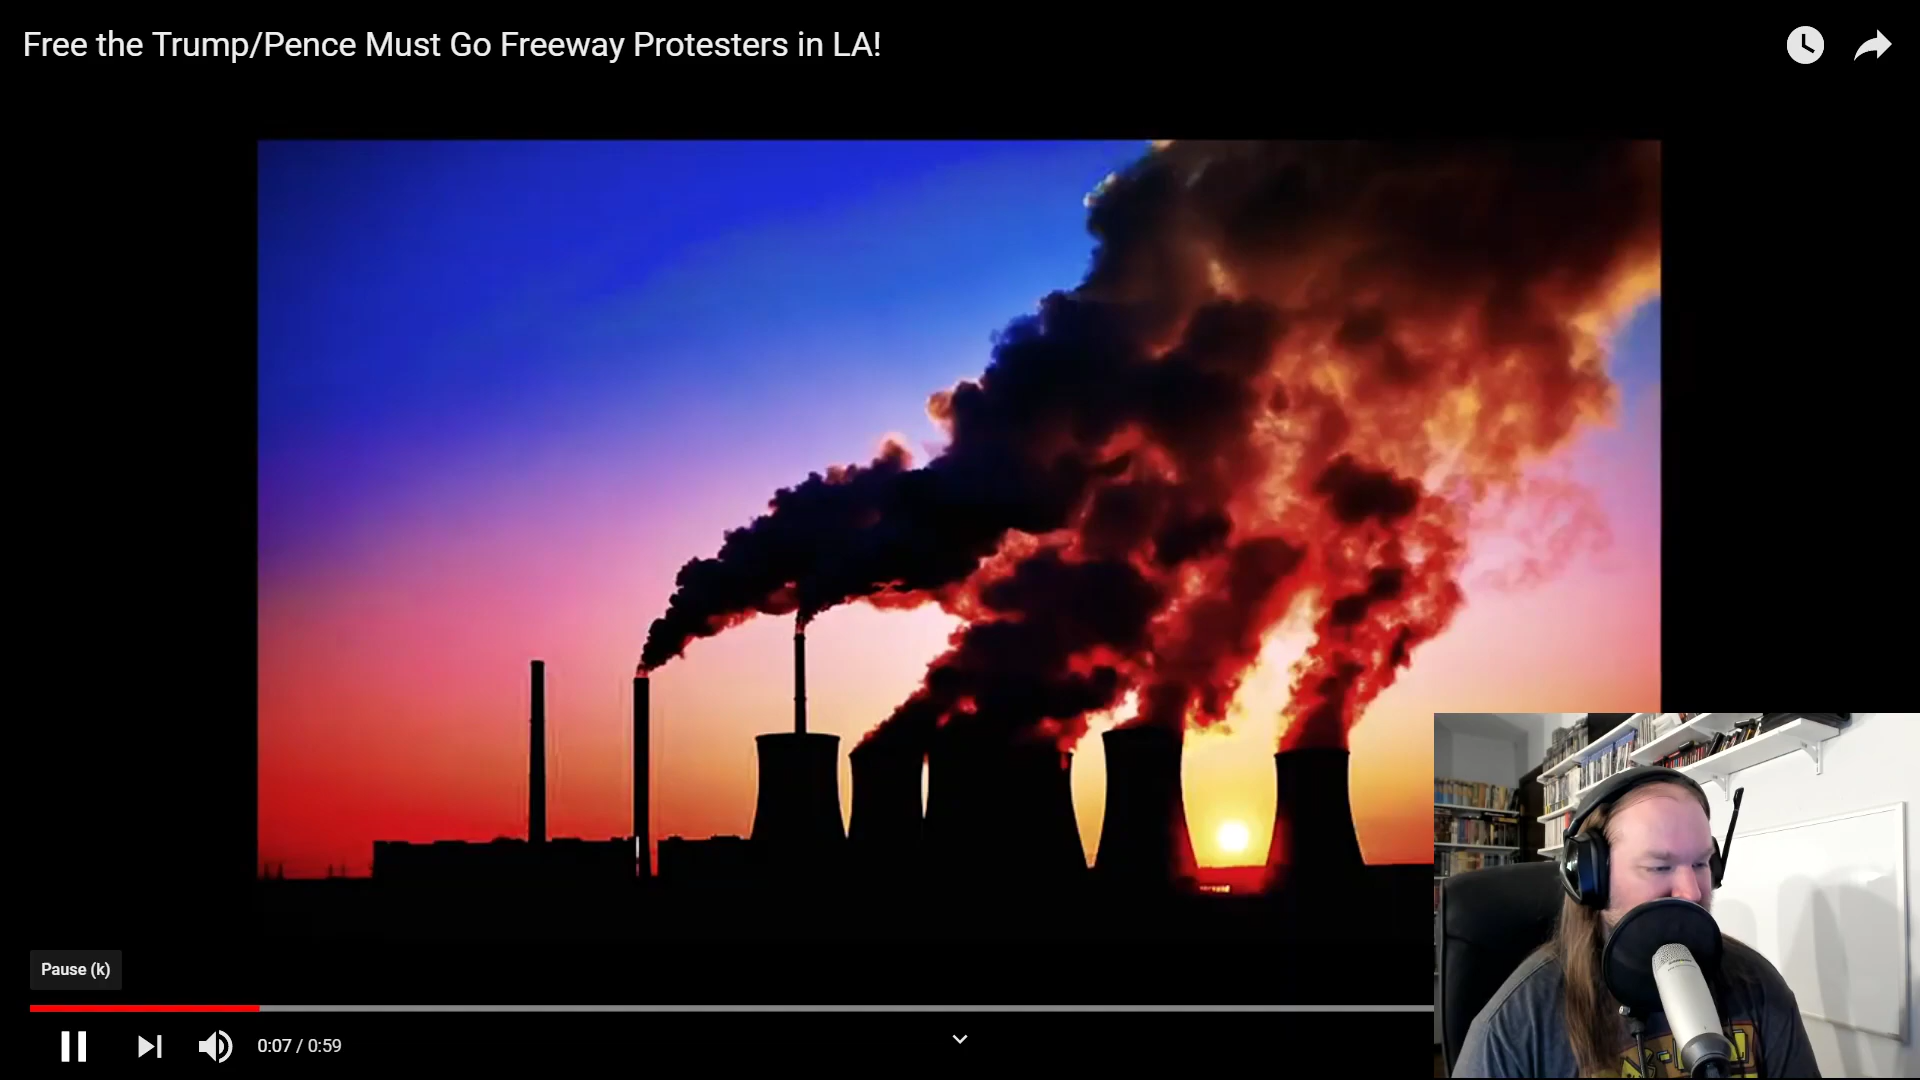 Free the Trump/Pence Must Go Freeway Protesters in LA!
Pause (k)
0:07 / 0:59